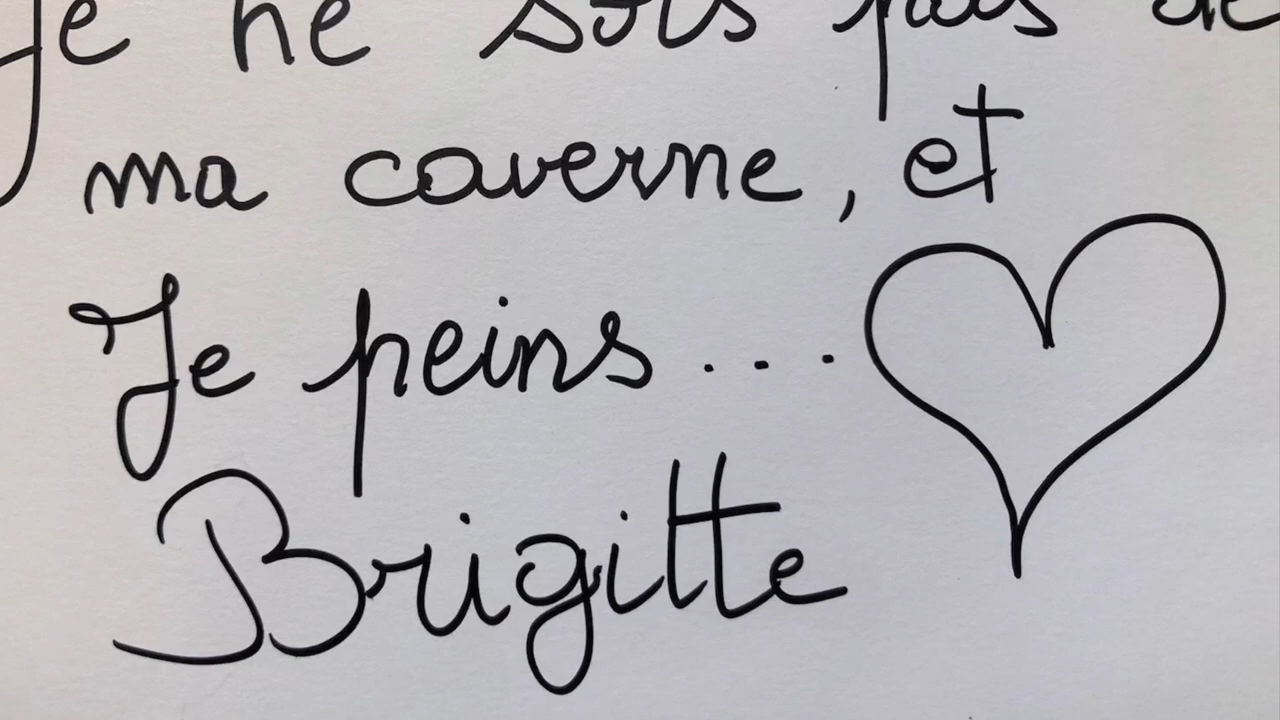 Je ne sors pas de
ma caverne, et
Je peins...
Brigitte